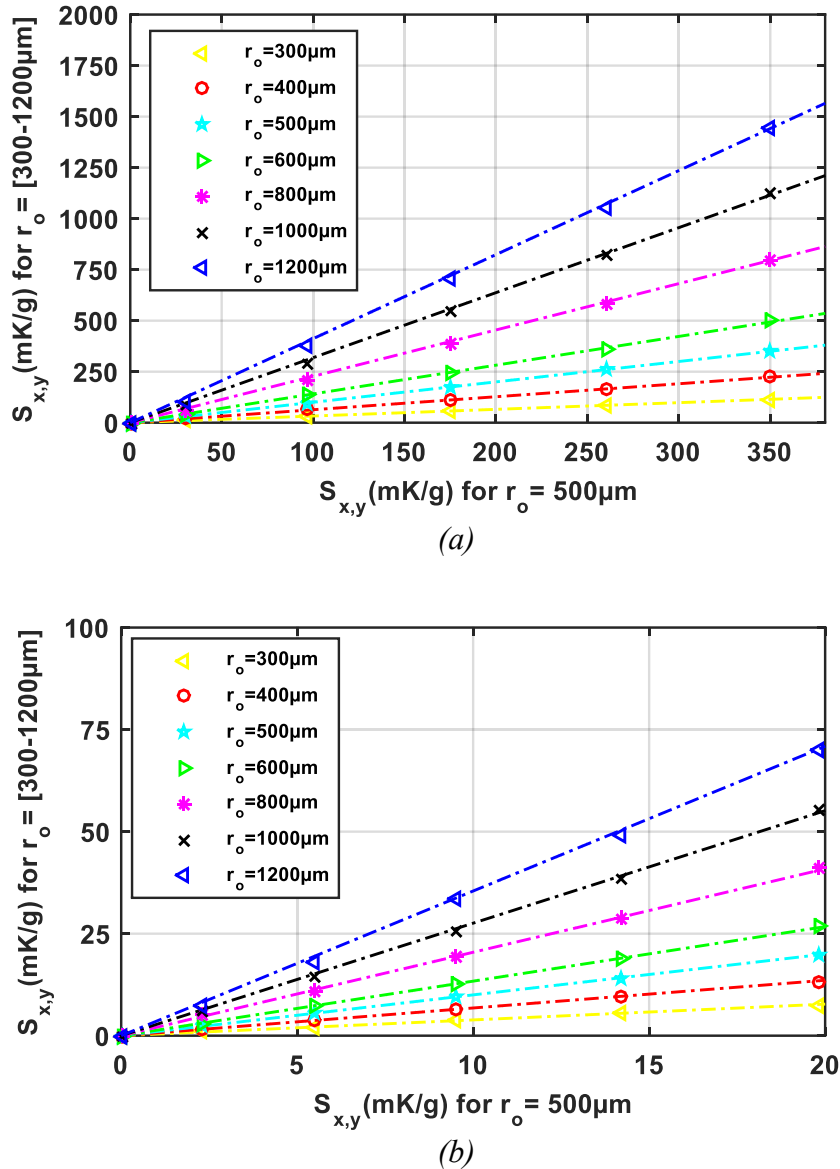 S_x,y(mK/g) for r_o = [300-1200µm]
2000
1750
1500
1250
1000
750
500
250
0
r_o=300µm
r_o=400µm
r_o=500µm
r_o=600µm
r_o=800µm
r_o=1000µm
r_o=1200µm
0 50 100 150 200 250 300 350
S_x,y(mK/g) for r_o= 500µm
(a)
S_x,y(mK/g) for r_o= [300-1200µm]
100
75
50
25
0
r_o=300µm
r_o=400µm
r_o=500µm
r_o=600µm
r_o=800µm
r_o=1000µm
r_o=1200µm
0 5 10 15 20
S_x,y(mK/g) for r_o= 500µm
(b)